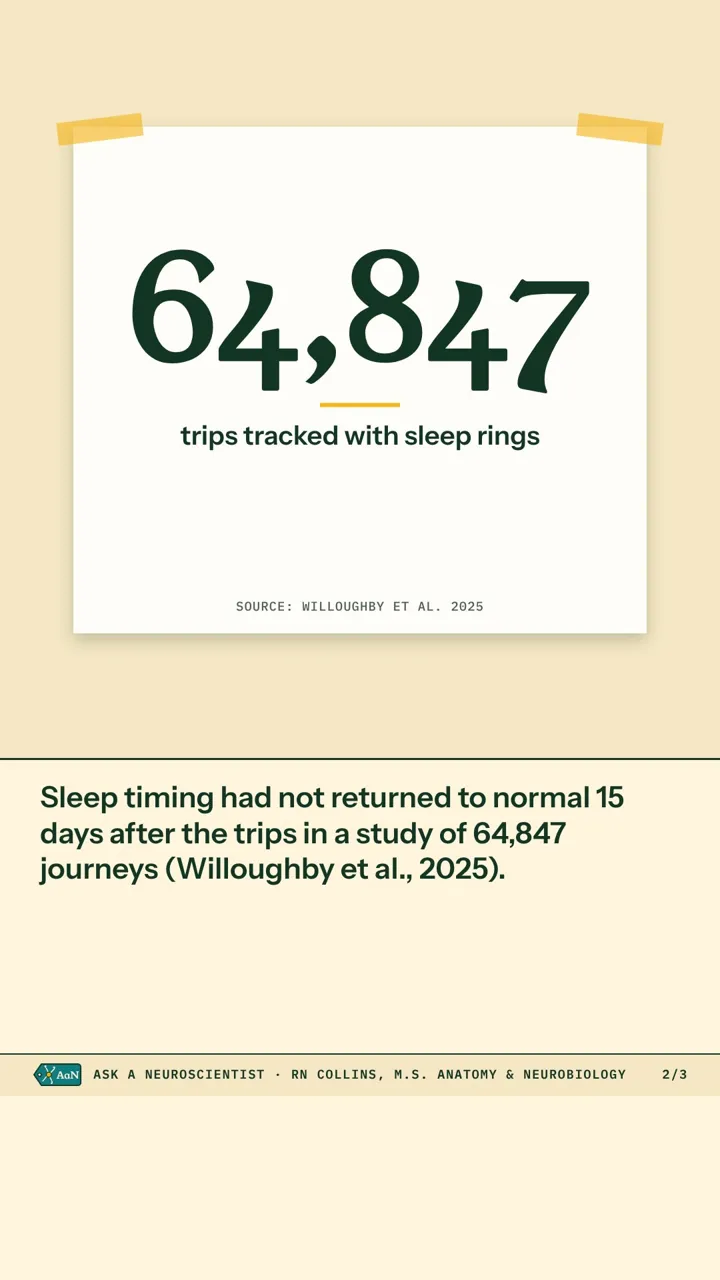 64,847
trips tracked with sleep rings
SOURCE: WILLOUGHBY ET AL. 2025
Sleep timing had not returned to normal 15
days after the trips in a study of 64,847
journeys (Willoughby et al., 2025).
AaN ASK A NEUROSCIENTIST · RN COLLINS, M.S. ANATOMY & NEUROBIOLOGY 2/3